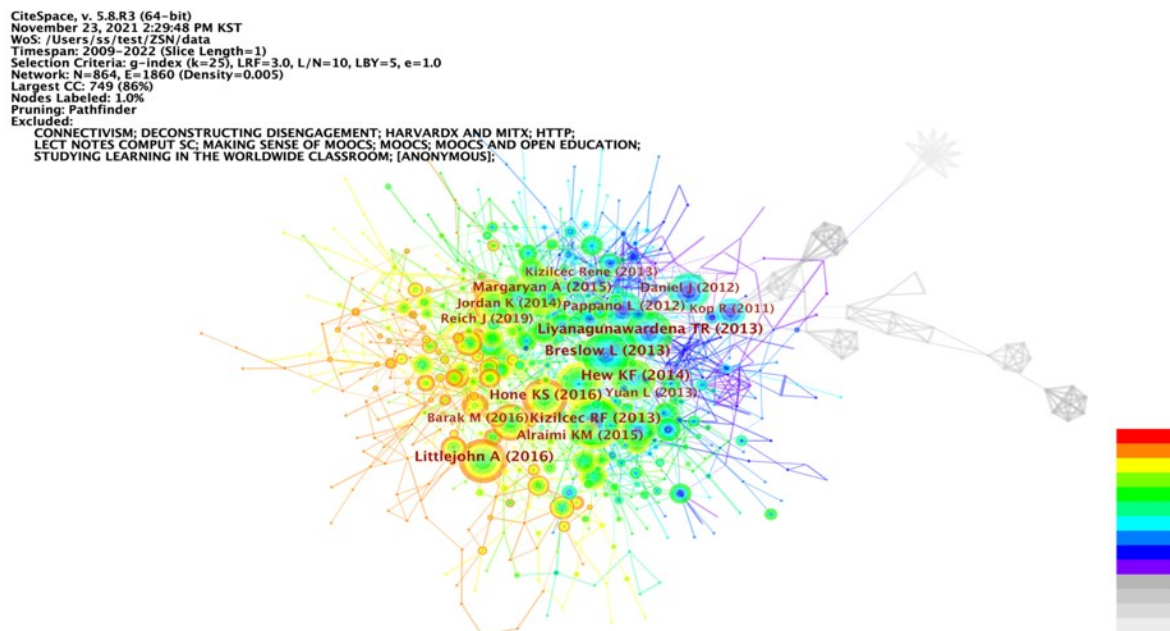 CiteSpace, v. 5.8.R3 (64-bit)
November 23, 2021 2:29:48 PM KST
WoS: /Users/ss/test/ZSN/data
Timespan: 2009-2022 (Slice Length=1)
Selection Criteria: g-index (k=25), LRF=3.0, L/N=10, LBY=5, e=1.0
Network: N=864, E=1860 (Density=0.005)
Largest CC: 749 (86%)
Nodes Labeled: 1.0%
Pruning: Pathfinder
Excluded:
CONNECTIVISM; DECONSTRUCTING DISENGAGEMENT; HARVARDX AND MITX; HTTP;
LECT NOTES COMPUT SC; MAKING SENSE OF MOOCS; MOOCS; MOOCS AND OPEN EDUCATION;
STUDYING LEARNING IN THE WORLDWIDE CLASSROOM; [ANONYMOUS];
Kizilcec Rene (2013)
Margaryan A (2015) Daniel J (2012)
Jordan K (2014) Pappano L (2012) Kop R (2011)
Reich J (2019)
Liyanagunawardena TR (2013)
Breslow L (2013)
Hew KF (2014)
Hone KS (2016) Yuan L (2013)
Barak M (2016) Kizilcec RF (2013)
Alraimi KM (2015)
Littlejohn A (2016)